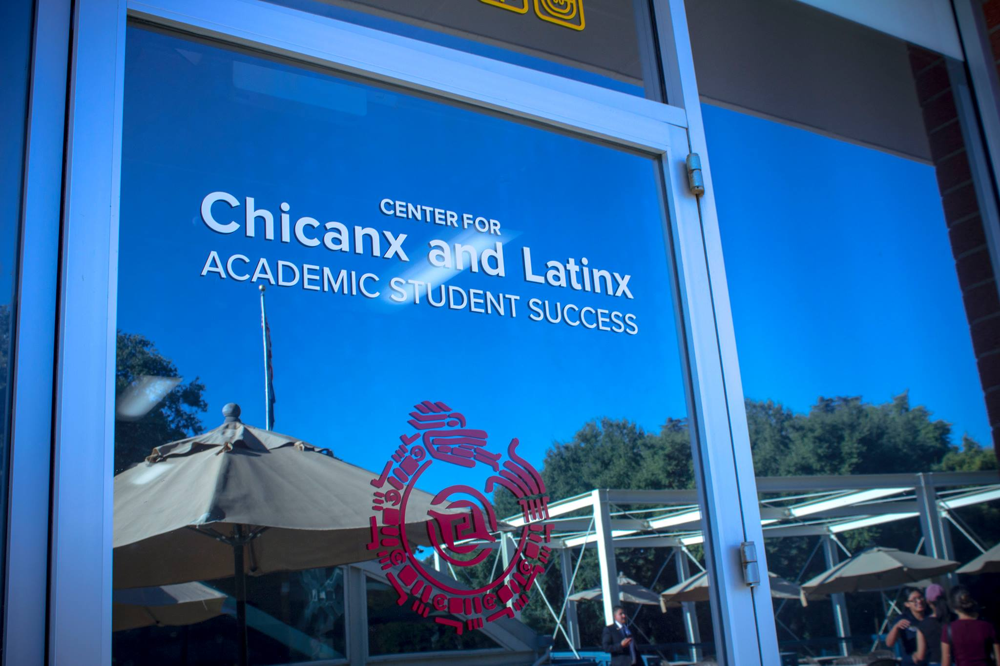 CENTER FOR
Chicanx and Latinx
ACADEMIC STUDENT SUCCESS